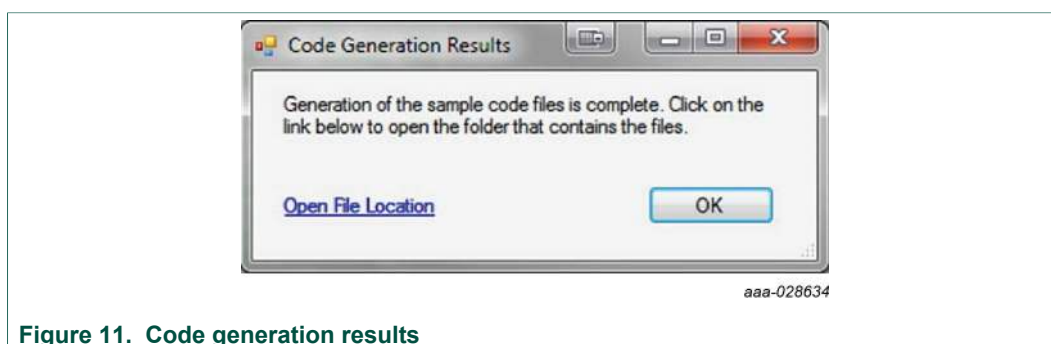 Code Generation Results
Generation of the sample code files is complete. Click on the
link below to open the folder that contains the files.
Open File Location
OK
aaa-028634
Figure 11. Code generation results